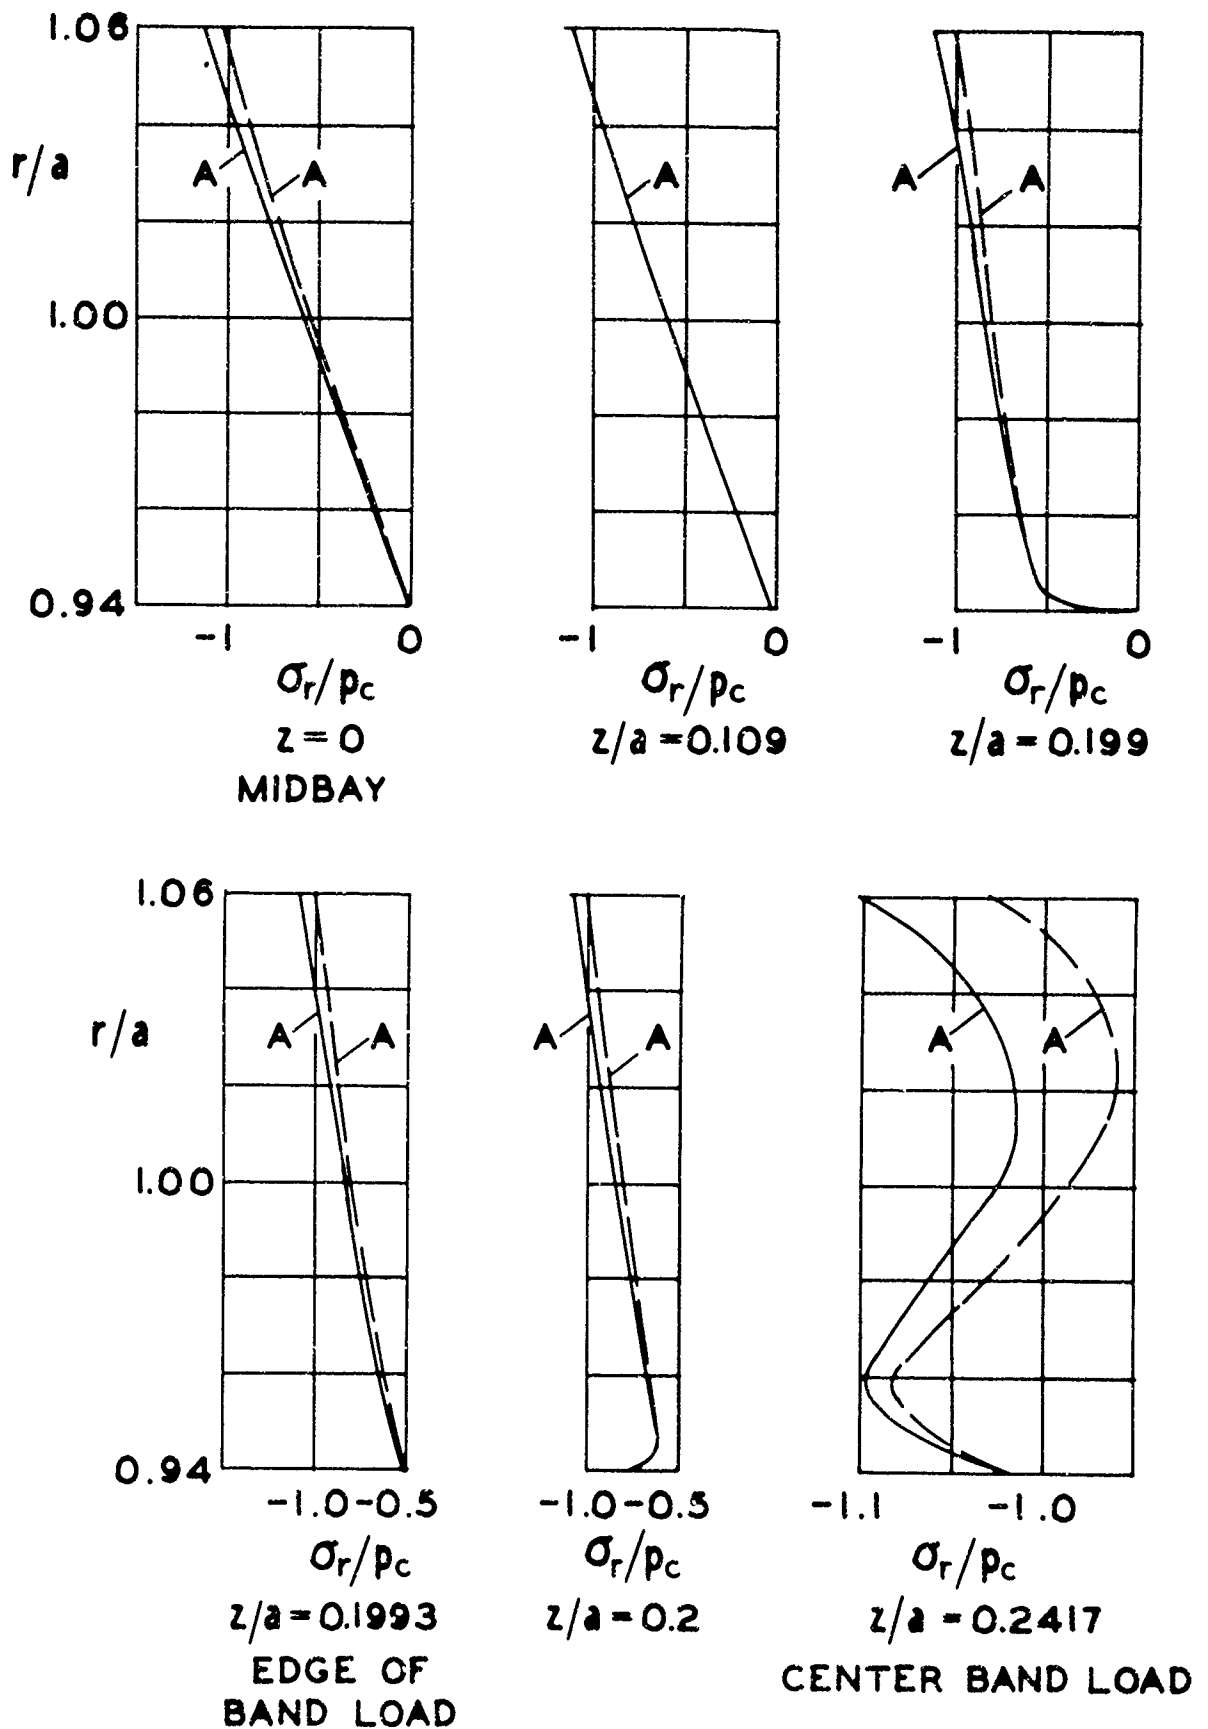 1.06
r/a
A A
1.00
0.94
-1 0
σr/pc
z=0
MIDBAY
A
-1 0
σr/pc
z/a=0.109
A A
-1 0
σr/pc
z/a=0.199
1.06
r/a
A A
1.00
0.94
-1.0 -0.5
σr/pc
z/a=0.1993
EDGE OF
BAND LOAD
A A
-1.0 -0.5
σr/pc
z/a=0.2
A A
-1.1 -1.0
σr/pc
z/a=0.2417
CENTER BAND LOAD